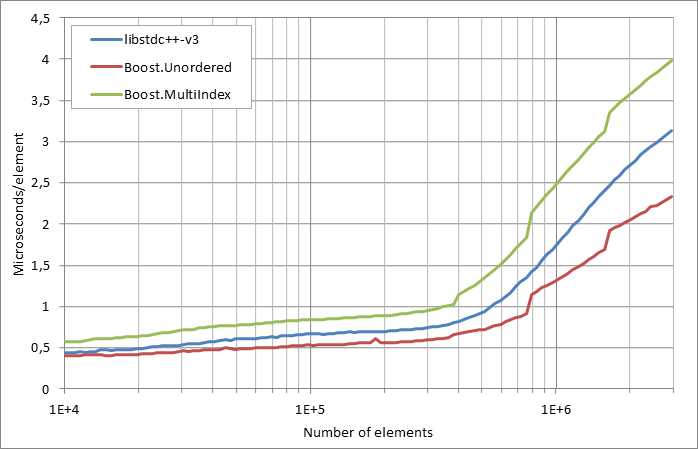 4,5
4
3,5
3
2,5
2
1,5
1
0,5
0
Microseconds/element
libstdc++-v3
Boost.Unordered
Boost.MultiIndex
1E+4
1E+5
1E+6
Number of elements